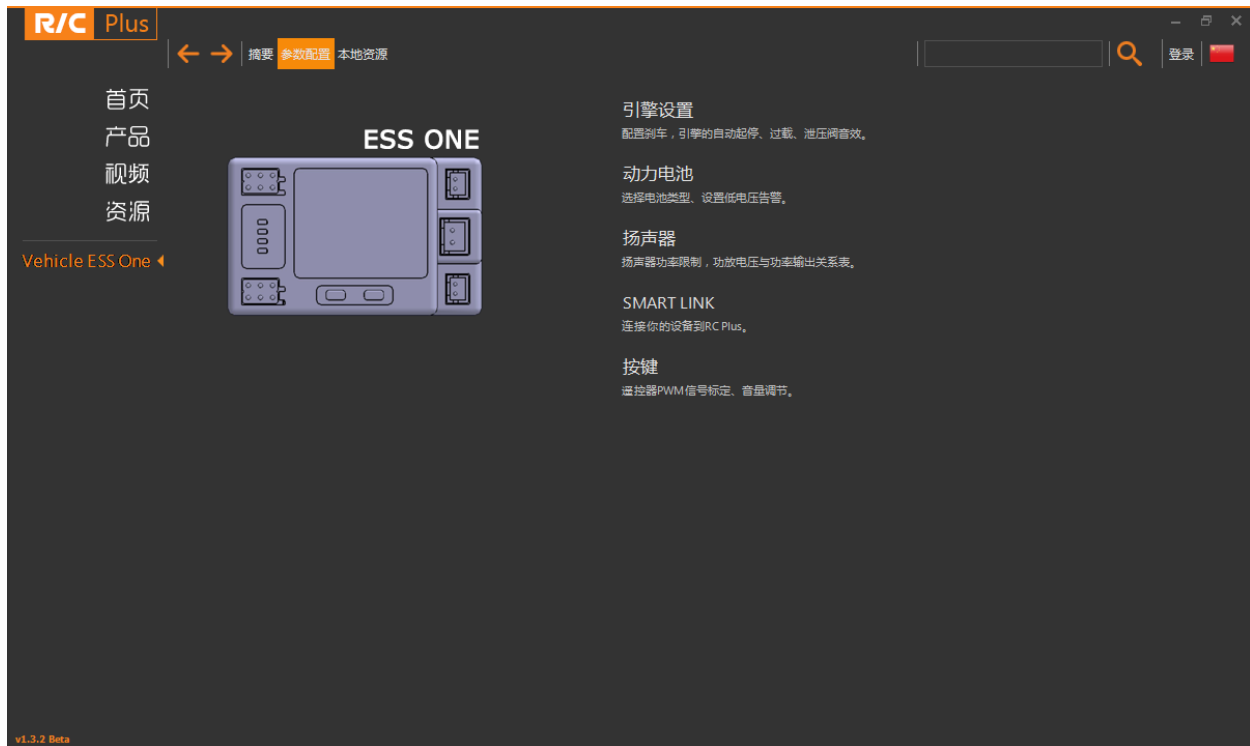 R/C Plus
摘要 参数配置 本地资源
登录
首页
产品
视频
资源
Vehicle ESS One
ESS ONE
引擎设置
配置刹车，引擎的自动起停、过载、泄压阀音效。
动力电池
选择电池类型、设置低电压告警。
扬声器
扬声器功率限制，功放电压与功率输出关系表。
SMART LINK
连接你的设备到RC Plus。
按键
遥控器PWM信号标定、音量调节。
v1.3.2 Beta